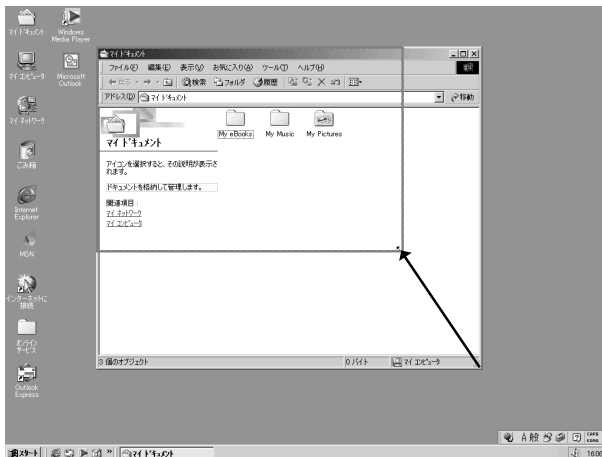 マイ ドキュメント
Windows
Media Player
マイ コンピュータ
Microsoft
Outlook
マイ ネットワーク
ごみ箱
Internet
Explorer
MSN
インターネットに
接続
オンライン
サービス
Outlook
Express
マイ ドキュメント
ファイル(F) 編集(E) 表示(V) お気に入り(A) ツール(T) ヘルプ(H)
戻る 検索 フォルダ 履歴
アドレス(D) マイ ドキュメント 移動
マイ ドキュメント
アイコンを選択すると、その説明が表示さ
れます。
ドキュメントを格納して管理します。
関連項目:
マイ ネットワーク
マイ コンピュータ
My eBooks My Music My Pictures
3 個のオブジェクト 0 バイト マイ コンピュータ
A 般 CAPS
KANA
スタート » マイ ドキュメント 16:06